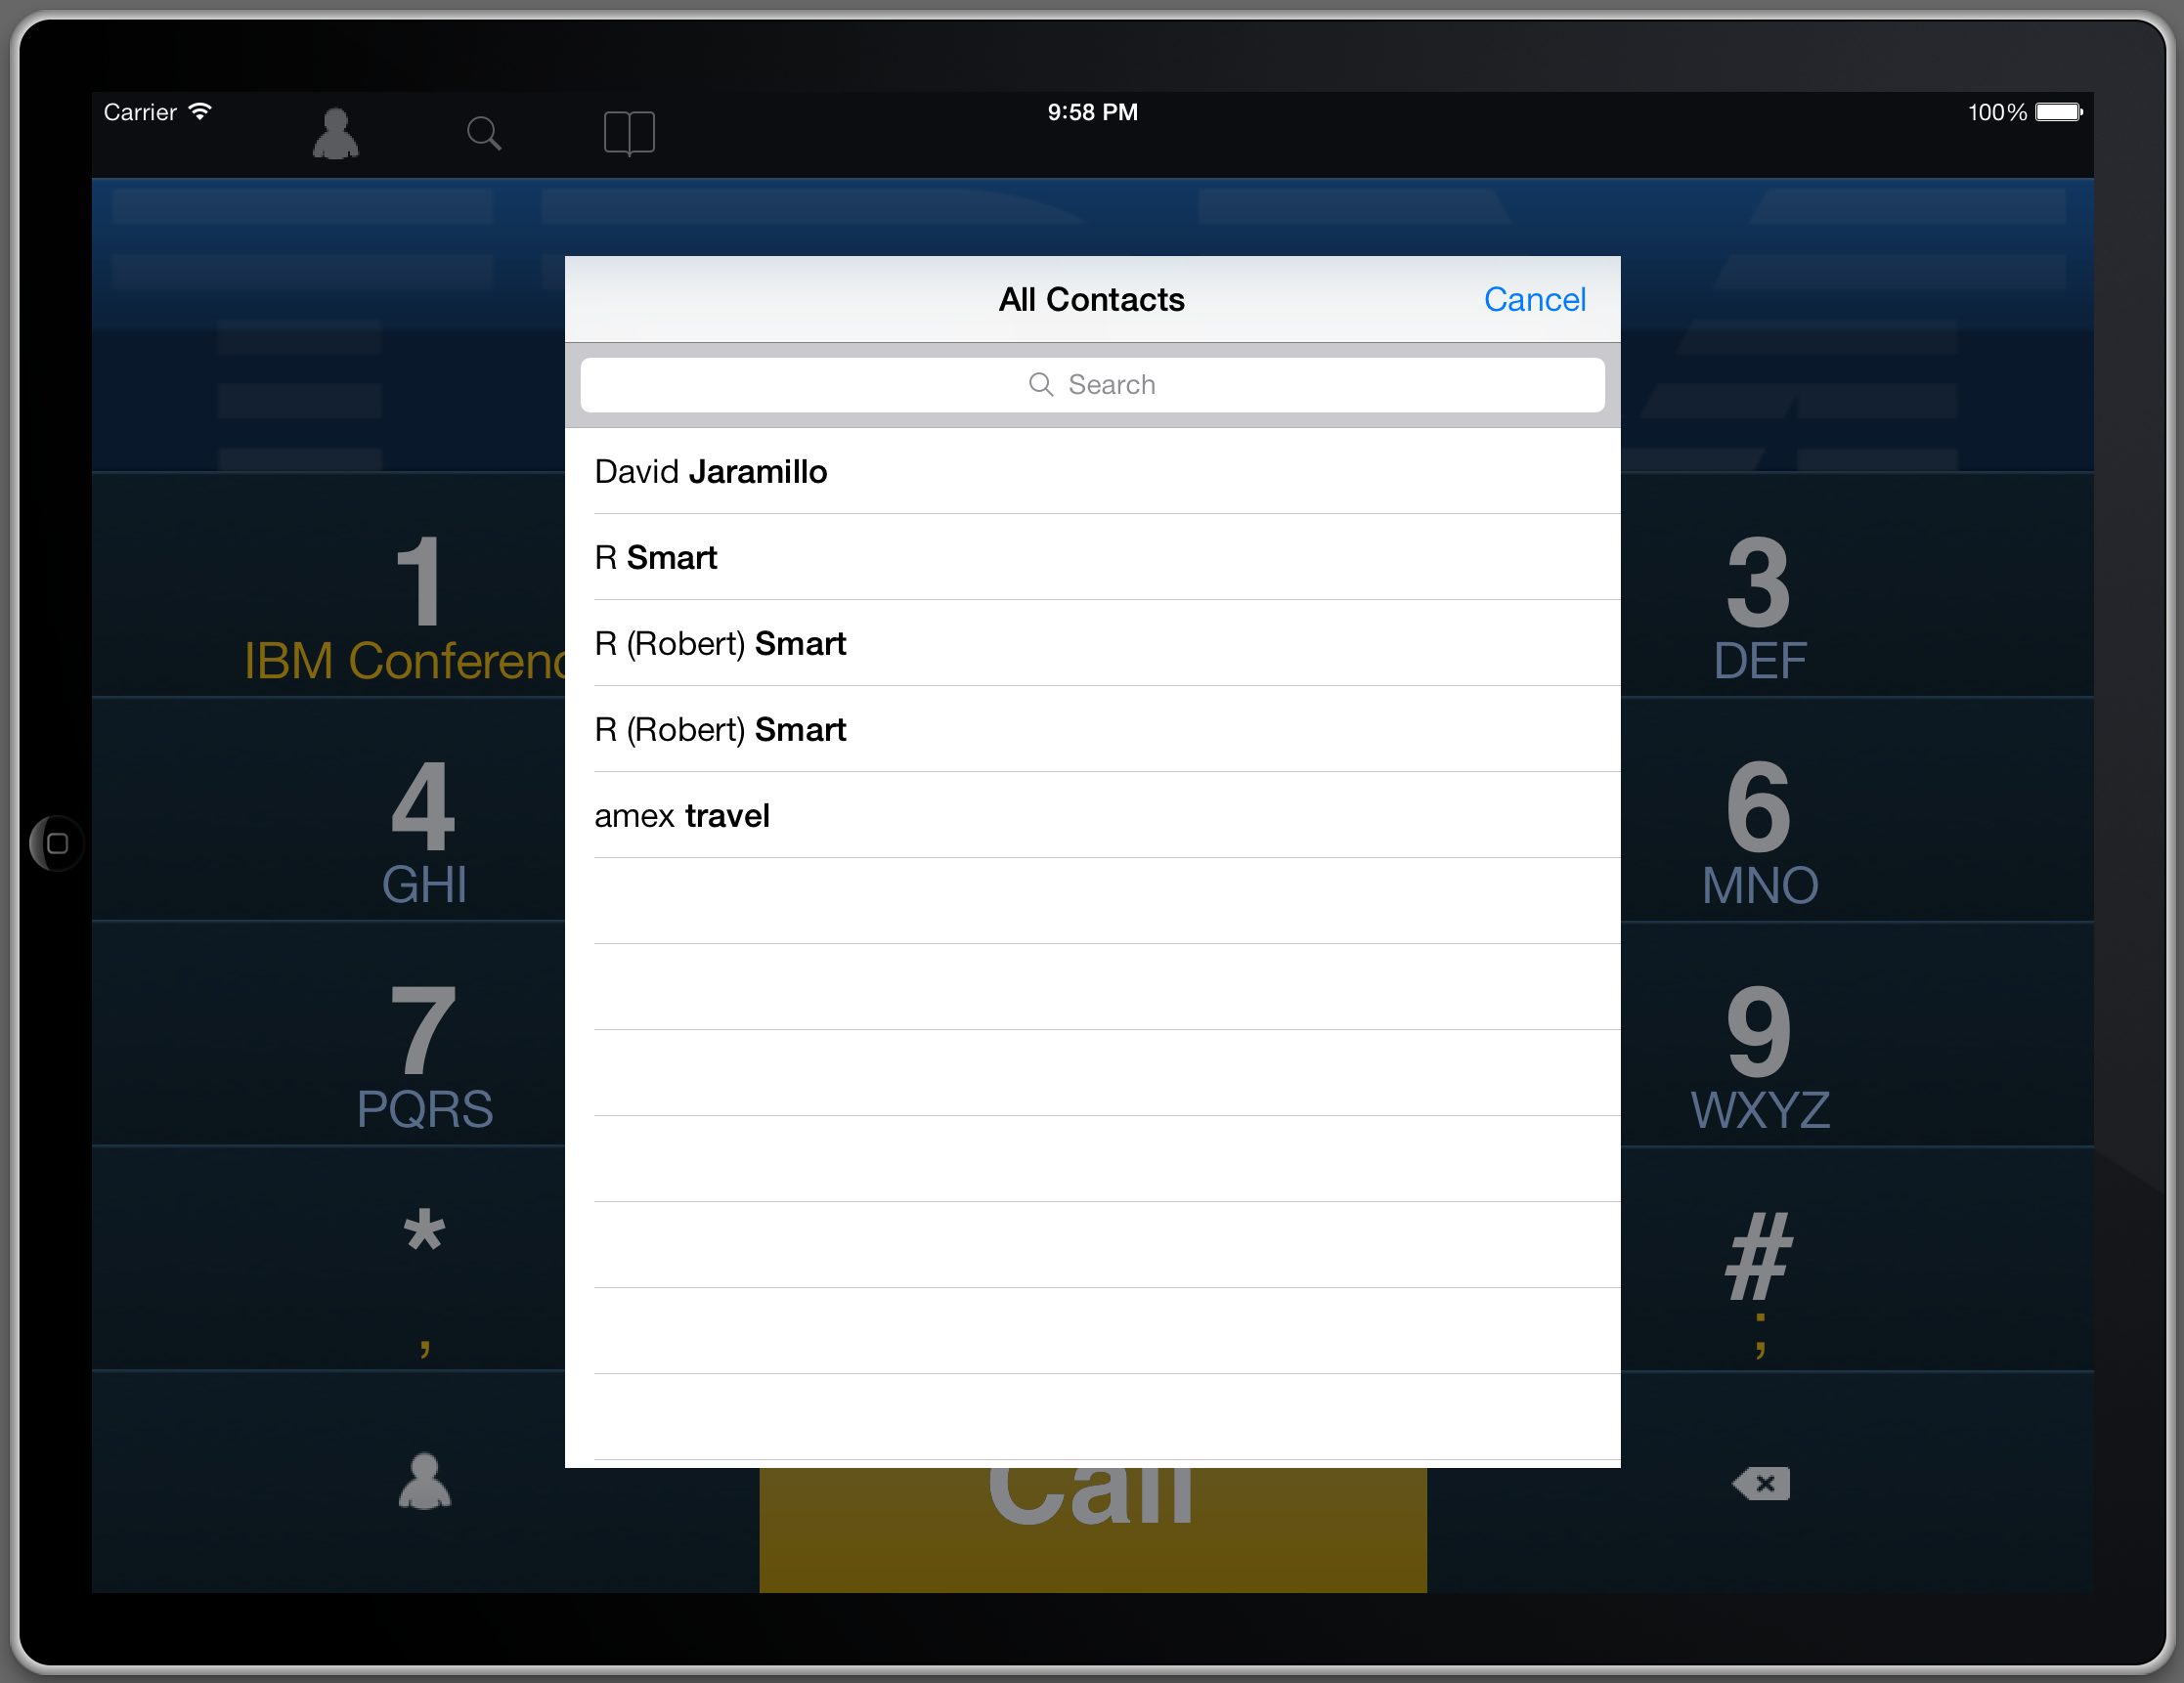 Carrier 9:58 PM 100%
All Contacts Cancel
Search
David Jaramillo
R Smart
R (Robert) Smart
R (Robert) Smart
amex travel
1 3
IBM Conferenc DEF
4 6
GHI MNO
7 9
PQRS WXYZ
* #
, ;
Call